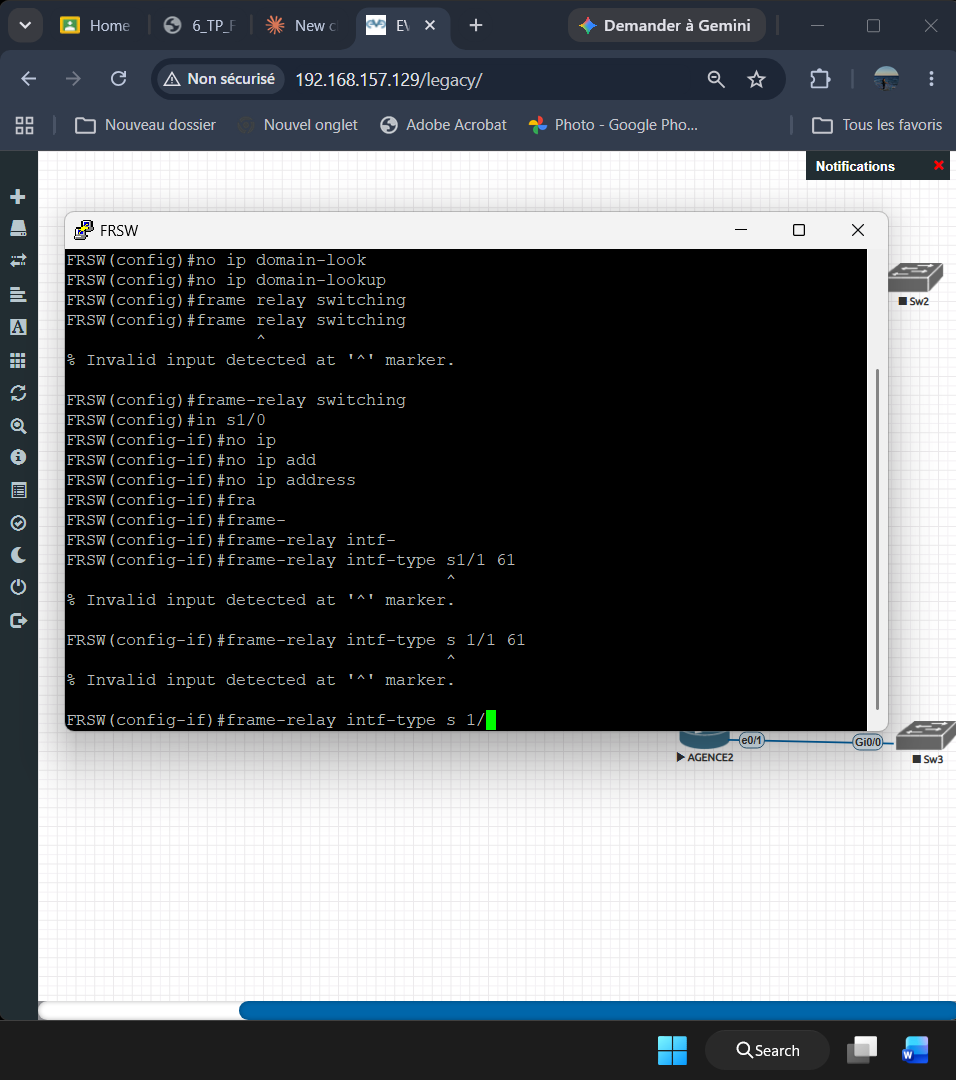 Home
6_TP_F
New c
EV
Demander à Gemini
Non sécurisé
192.168.157.129/legacy/
Nouveau dossier
Nouvel onglet
Adobe Acrobat
Photo - Google Pho...
Tous les favoris
Notifications
FRSW
FRSW(config)#no ip domain-look
FRSW(config)#no ip domain-lookup
FRSW(config)#frame relay switching
FRSW(config)#frame relay switching
^
% Invalid input detected at '^' marker.
FRSW(config)#frame-relay switching
FRSW(config)#in s1/0
FRSW(config-if)#no ip
FRSW(config-if)#no ip add
FRSW(config-if)#no ip address
FRSW(config-if)#fra
FRSW(config-if)#frame-
FRSW(config-if)#frame-relay intf-
FRSW(config-if)#frame-relay intf-type s1/1 61
^
% Invalid input detected at '^' marker.
FRSW(config-if)#frame-relay intf-type s 1/1 61
^
% Invalid input detected at '^' marker.
FRSW(config-if)#frame-relay intf-type s 1/
Sw2
e0/1
Gi0/0
AGENCE2
Sw3
Search